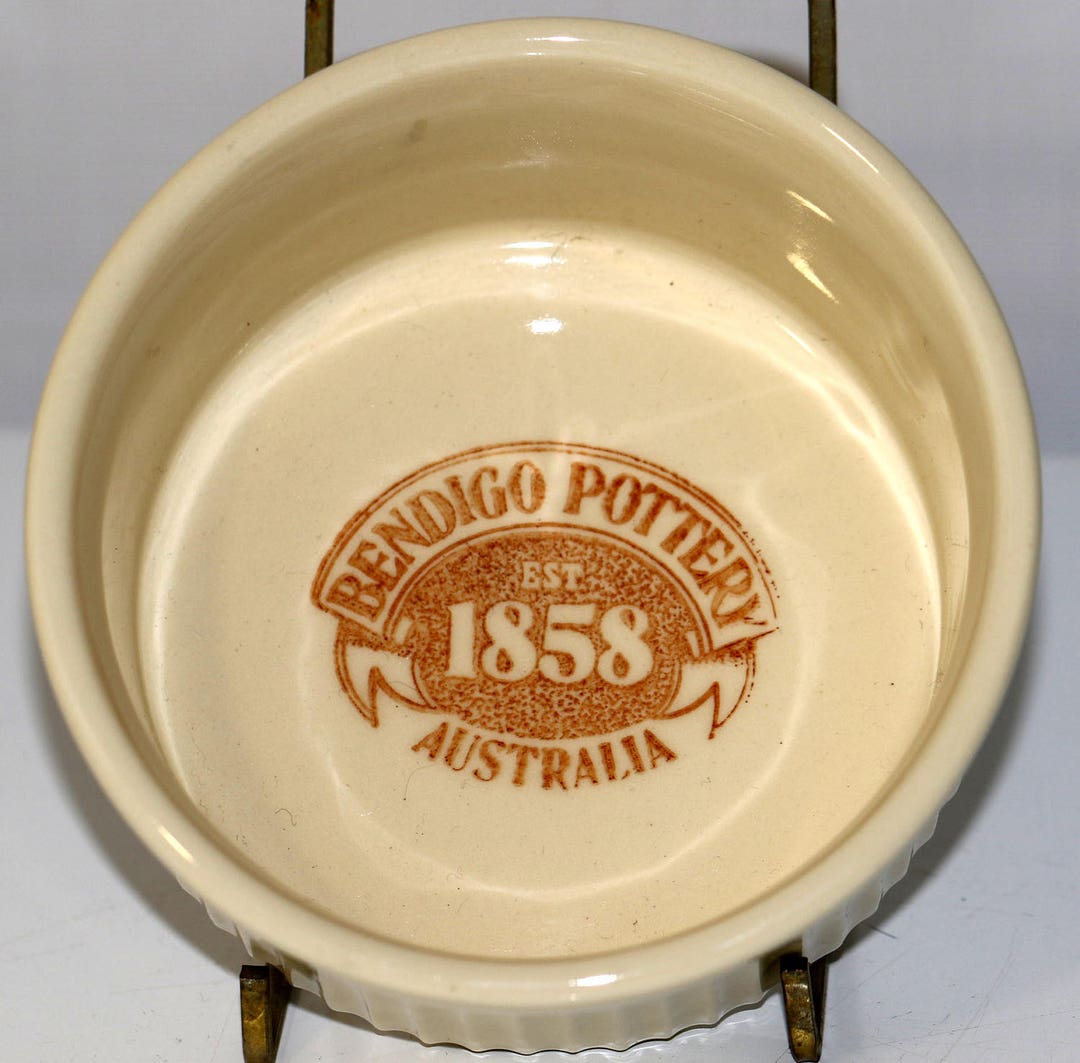 BENDIGO POTTERY
EST
1858
AUSTRALIA